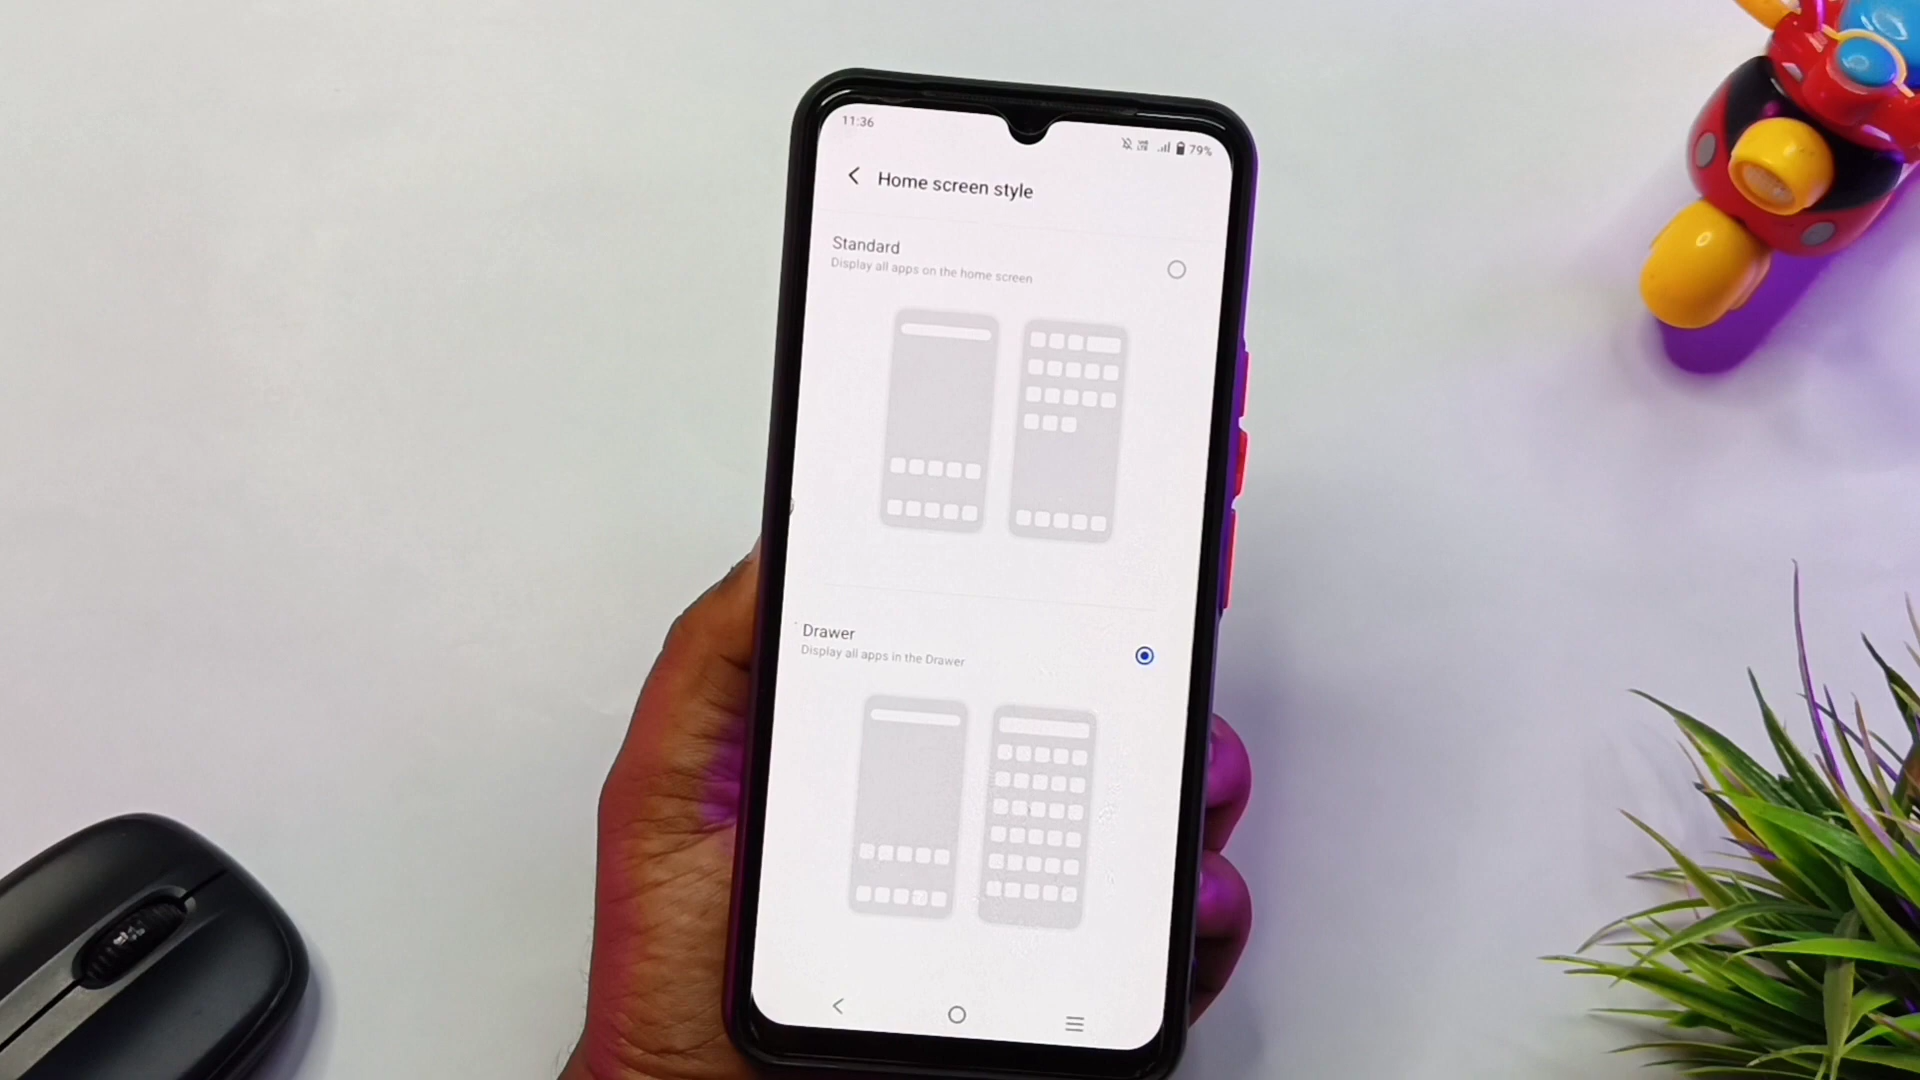 11:36
79%
Home screen style
Standard
Display all apps on the home screen
Drawer
Display all apps in the Drawer